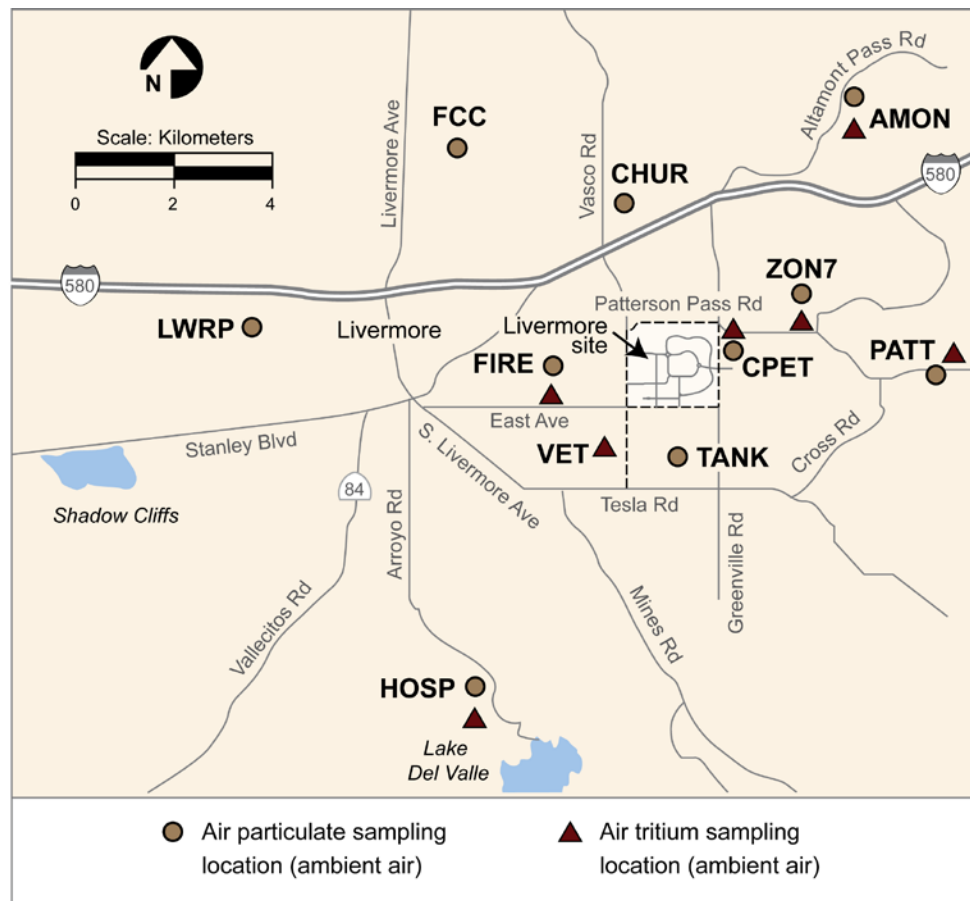 Altamont Pass Rd
N
FCC
AMON
Scale: Kilometers
Livermore Ave
Vasco Rd
CHUR
580
0 2 4
ZON7
580
Patterson Pass Rd
LWRP
Livermore
Livermore
site
FIRE
CPET
PATT
East Ave
Stanley Blvd
S. Livermore Ave
VET
TANK
Cross Rd
84
Tesla Rd
Shadow Cliffs
Arroyo Rd
Greenville Rd
Mines Rd
Vallecitos Rd
HOSP
Lake
Del Valle
Air particulate sampling
location (ambient air)
Air tritium sampling
location (ambient air)